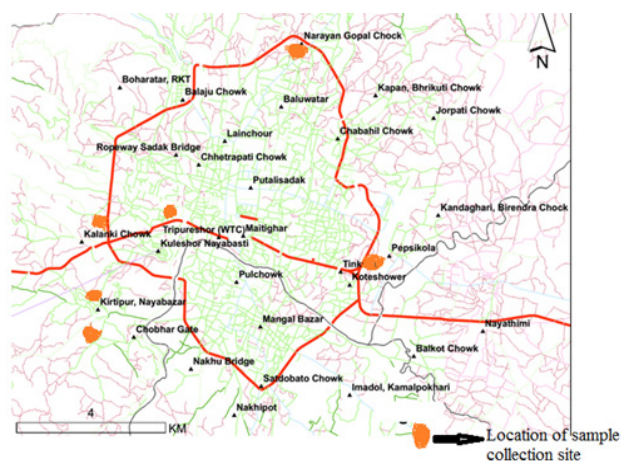 Narayan Gopal Chock
N
Boharatar, RKT
Balaju Chowk
Baluwatar
Kapan, Bhrikuti Chowk
Jorpati Chowk
Lainchour
Chabahil Chowk
Ropeway Sadak Bridge
Chhetrapati Chowk
Putalisadak
Kandaghari, Birendra Chock
Kalanki Chowk
Tripureshor (WTC)
Maitighar
Kuleshor Nayabasti
Pepsikola
Tink
Koteshower
Pulchowk
Kirtipur, Nayabazar
Mangal Bazar
Nayathimi
Chobhar Gate
Balkot Chowk
Nakhu Bridge
Satdobato Chowk
Imadol, Kamalpokhari
Nakhipot
4
KM
Location of sample
collection site